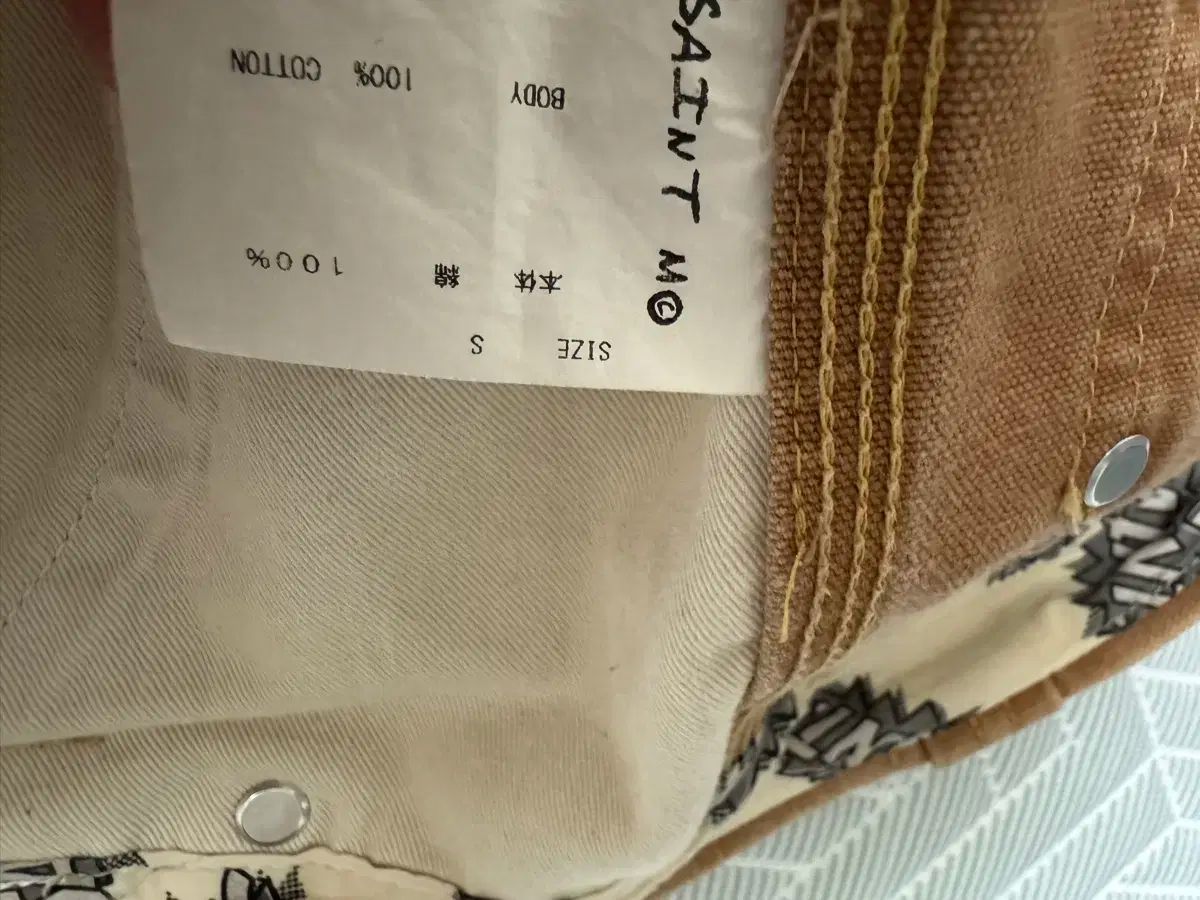 SAINT M©
SIZE S
本体 綿 100%
BODY 100% COTTON